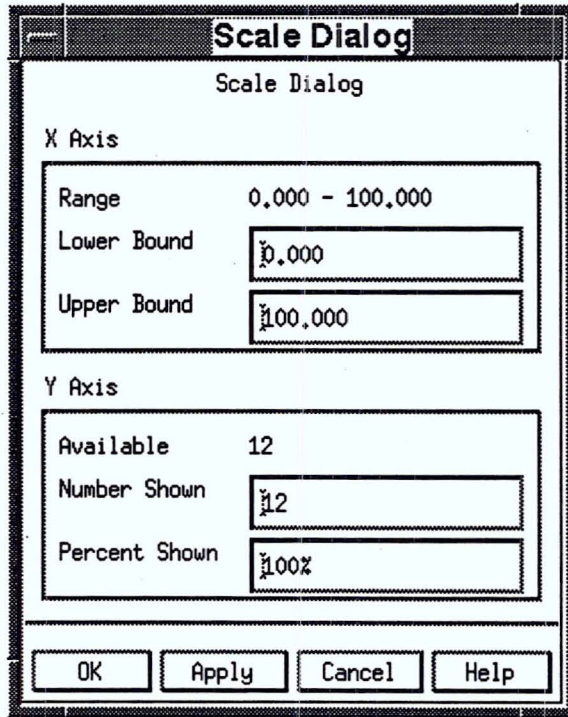 Scale Dialog
Scale Dialog
X Axis
Range 0.000 - 100.000
Lower Bound 0.000
Upper Bound 100.000
Y Axis
Available 12
Number Shown 12
Percent Shown 100%
OK Apply Cancel Help